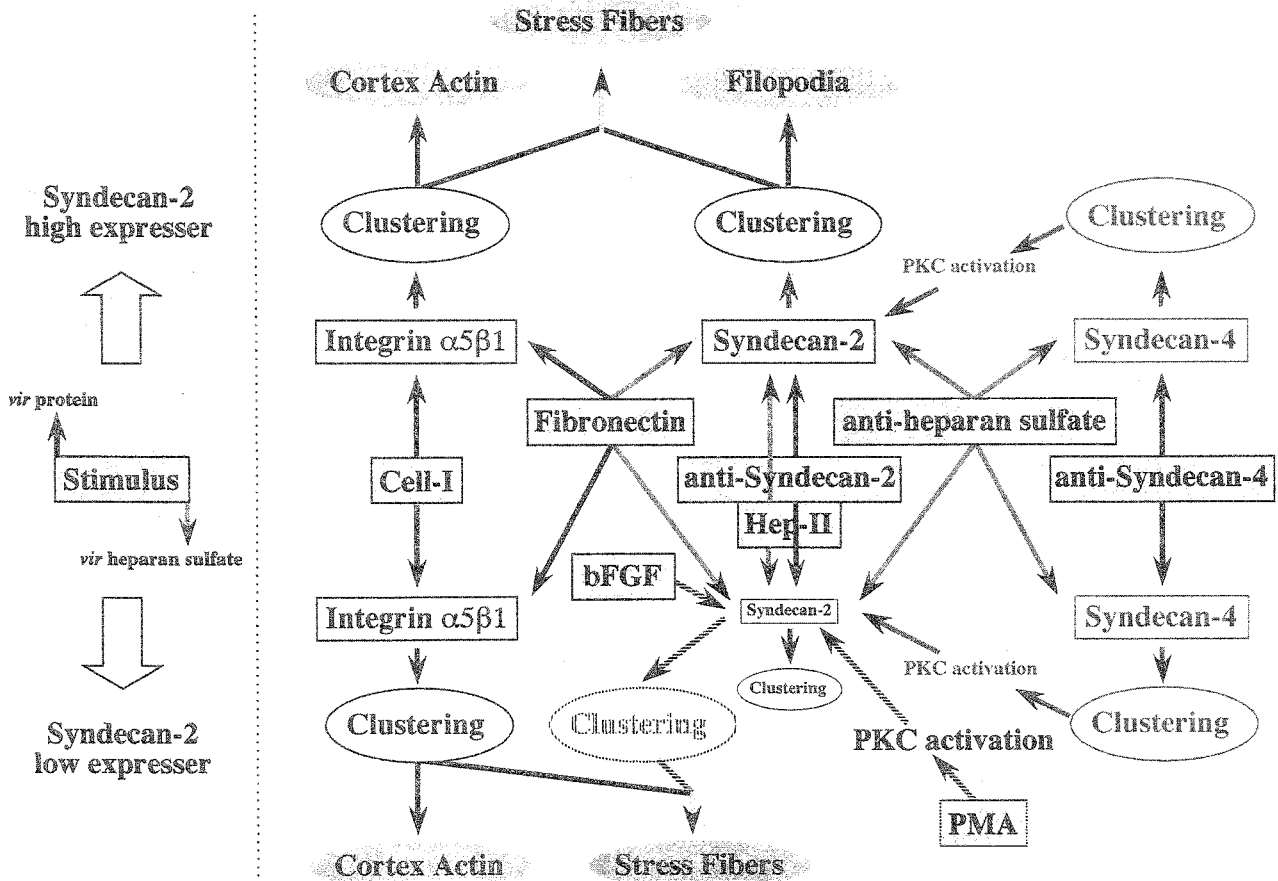 Stress Fibers
Cortex Actin
Filopodia
Syndecan-2
high expresser
Clustering
Clustering
Clustering
PKC activation
Integrin α5β1
Syndecan-2
Syndecan-4
vir protein
Fibronectin
anti-heparan sulfate
Stimulus
Cell-I
anti-Syndecan-2
anti-Syndecan-4
Hep-II
vir heparan sulfate
bFGF
Integrin α5β1
Syndecan-2
Syndecan-4
PKC activation
Clustering
Clustering
Clustering
Clustering
Syndecan-2
low expresser
PKC activation
PMA
Cortex Actin
Stress Fibers